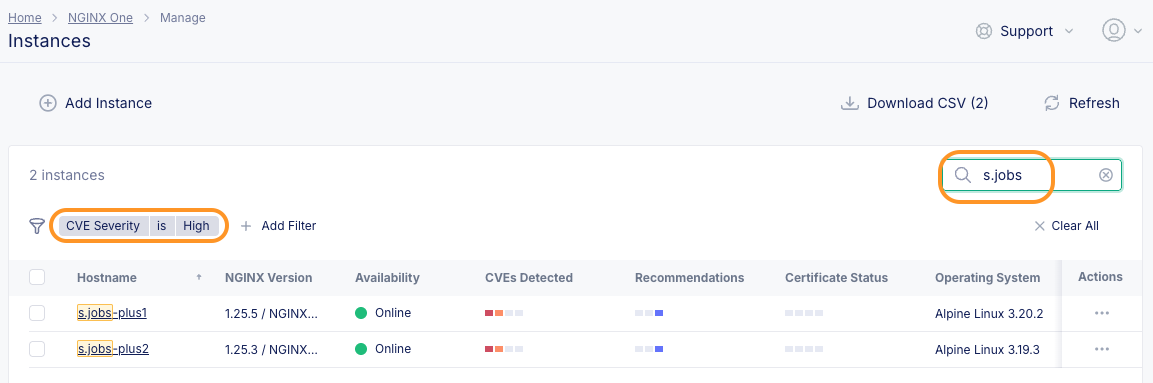 Home > NGINX One > Manage
Instances
Support
Add Instance
Download CSV (2)
Refresh
2 instances
s.jobs
CVE Severity is High
Add Filter
Clear All
Hostname NGINX Version Availability CVEs Detected Recommendations Certificate Status Operating System Actions
s.jobs-plus1 1.25.5 / NGINX... Online Alpine Linux 3.20.2 ...
s.jobs-plus2 1.25.3 / NGINX... Online Alpine Linux 3.19.3 ...